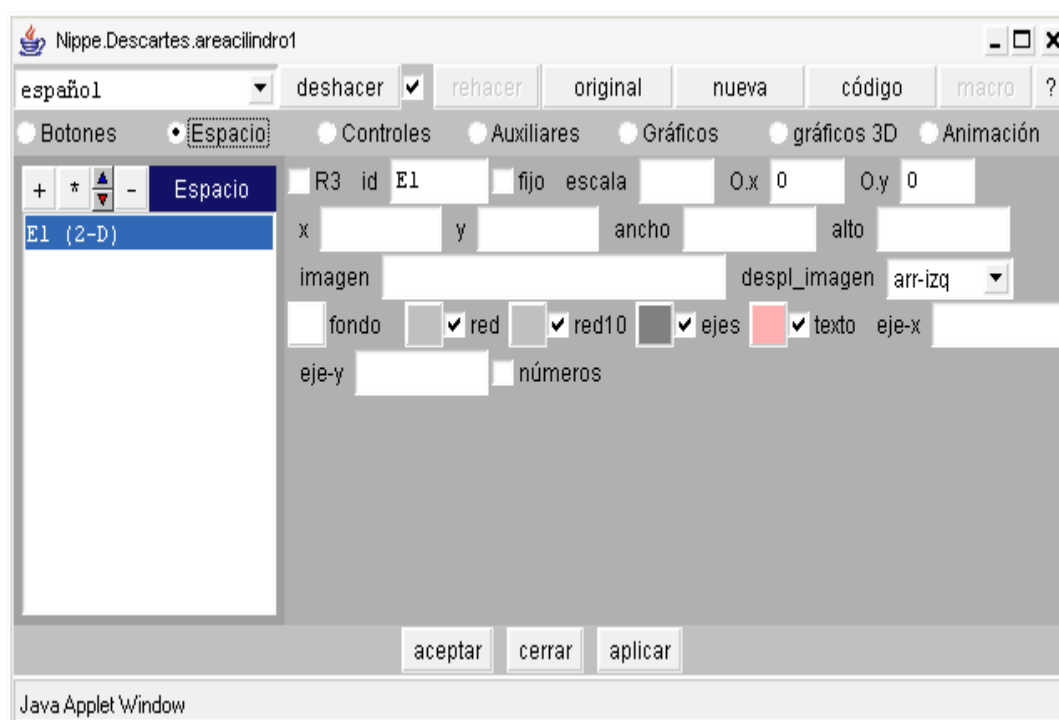 Nippe.Descartes.areacilindro1
español deshacer rehacer original nueva código macro ?
Botones Espacio Controles Auxiliares Gráficos gráficos 3D Animación
+ * - Espacio R3 id E1 fijo escala O.x 0 O.y 0
E1 (2-D) x y ancho alto
imagen despl_imagen arr-izq
fondo red red10 ejes texto eje-x
eje-y números
aceptar cerrar aplicar
Java Applet Window